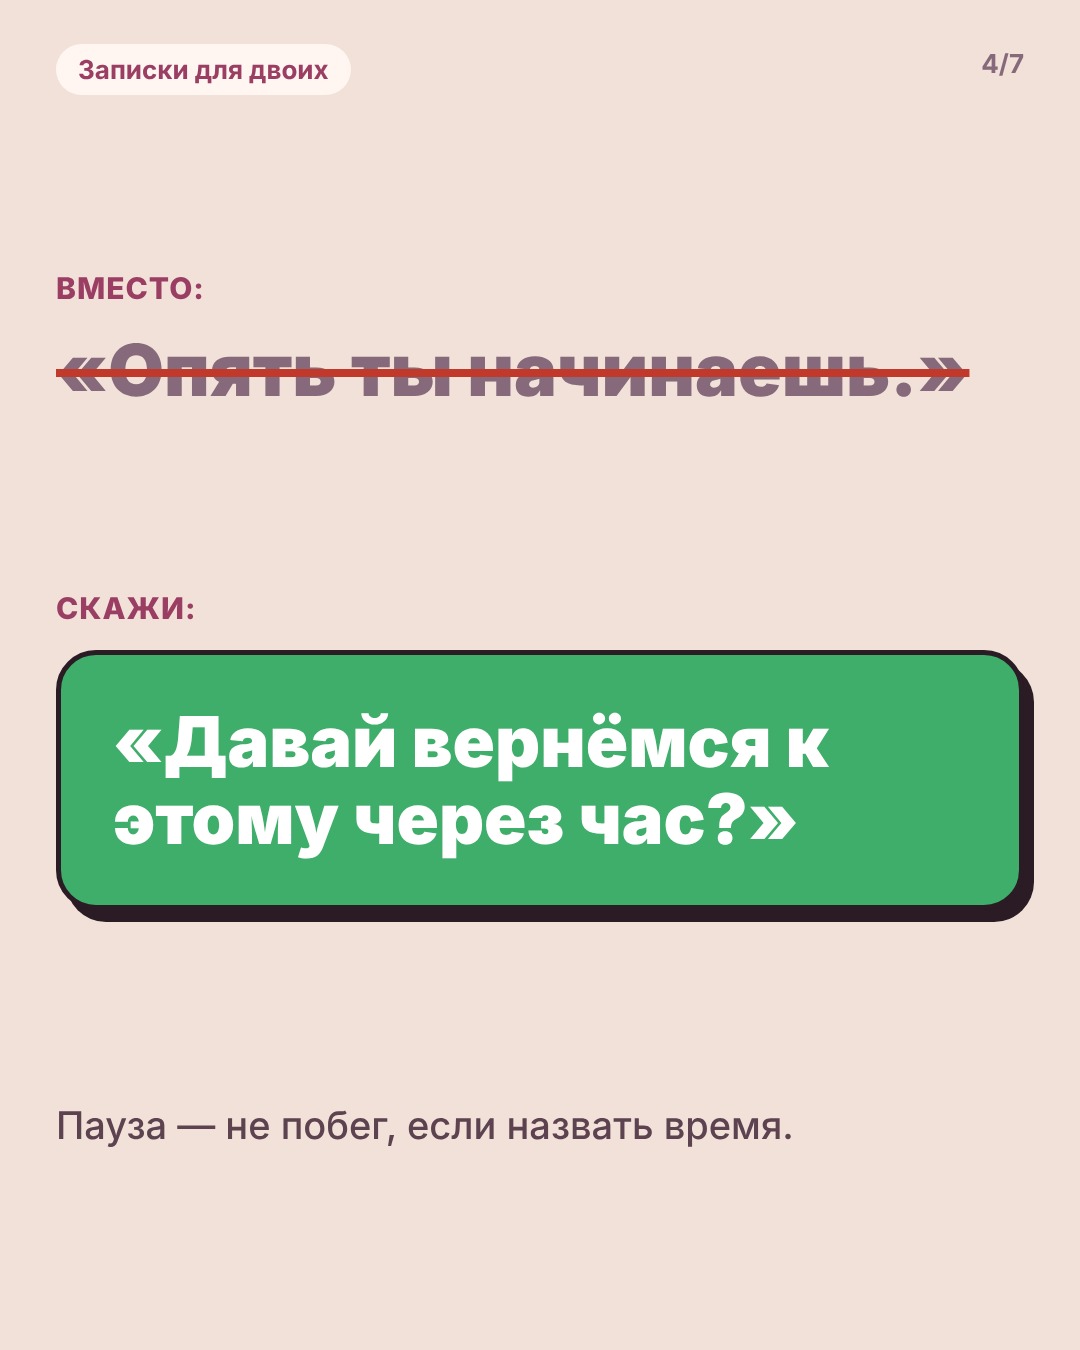 Записки для двоих
4/7
ВМЕСТО:
«Опять ты начинаешь.»
СКАЖИ:
«Давай вернёмся к
этому через час?»
Пауза — не побег, если назвать время.